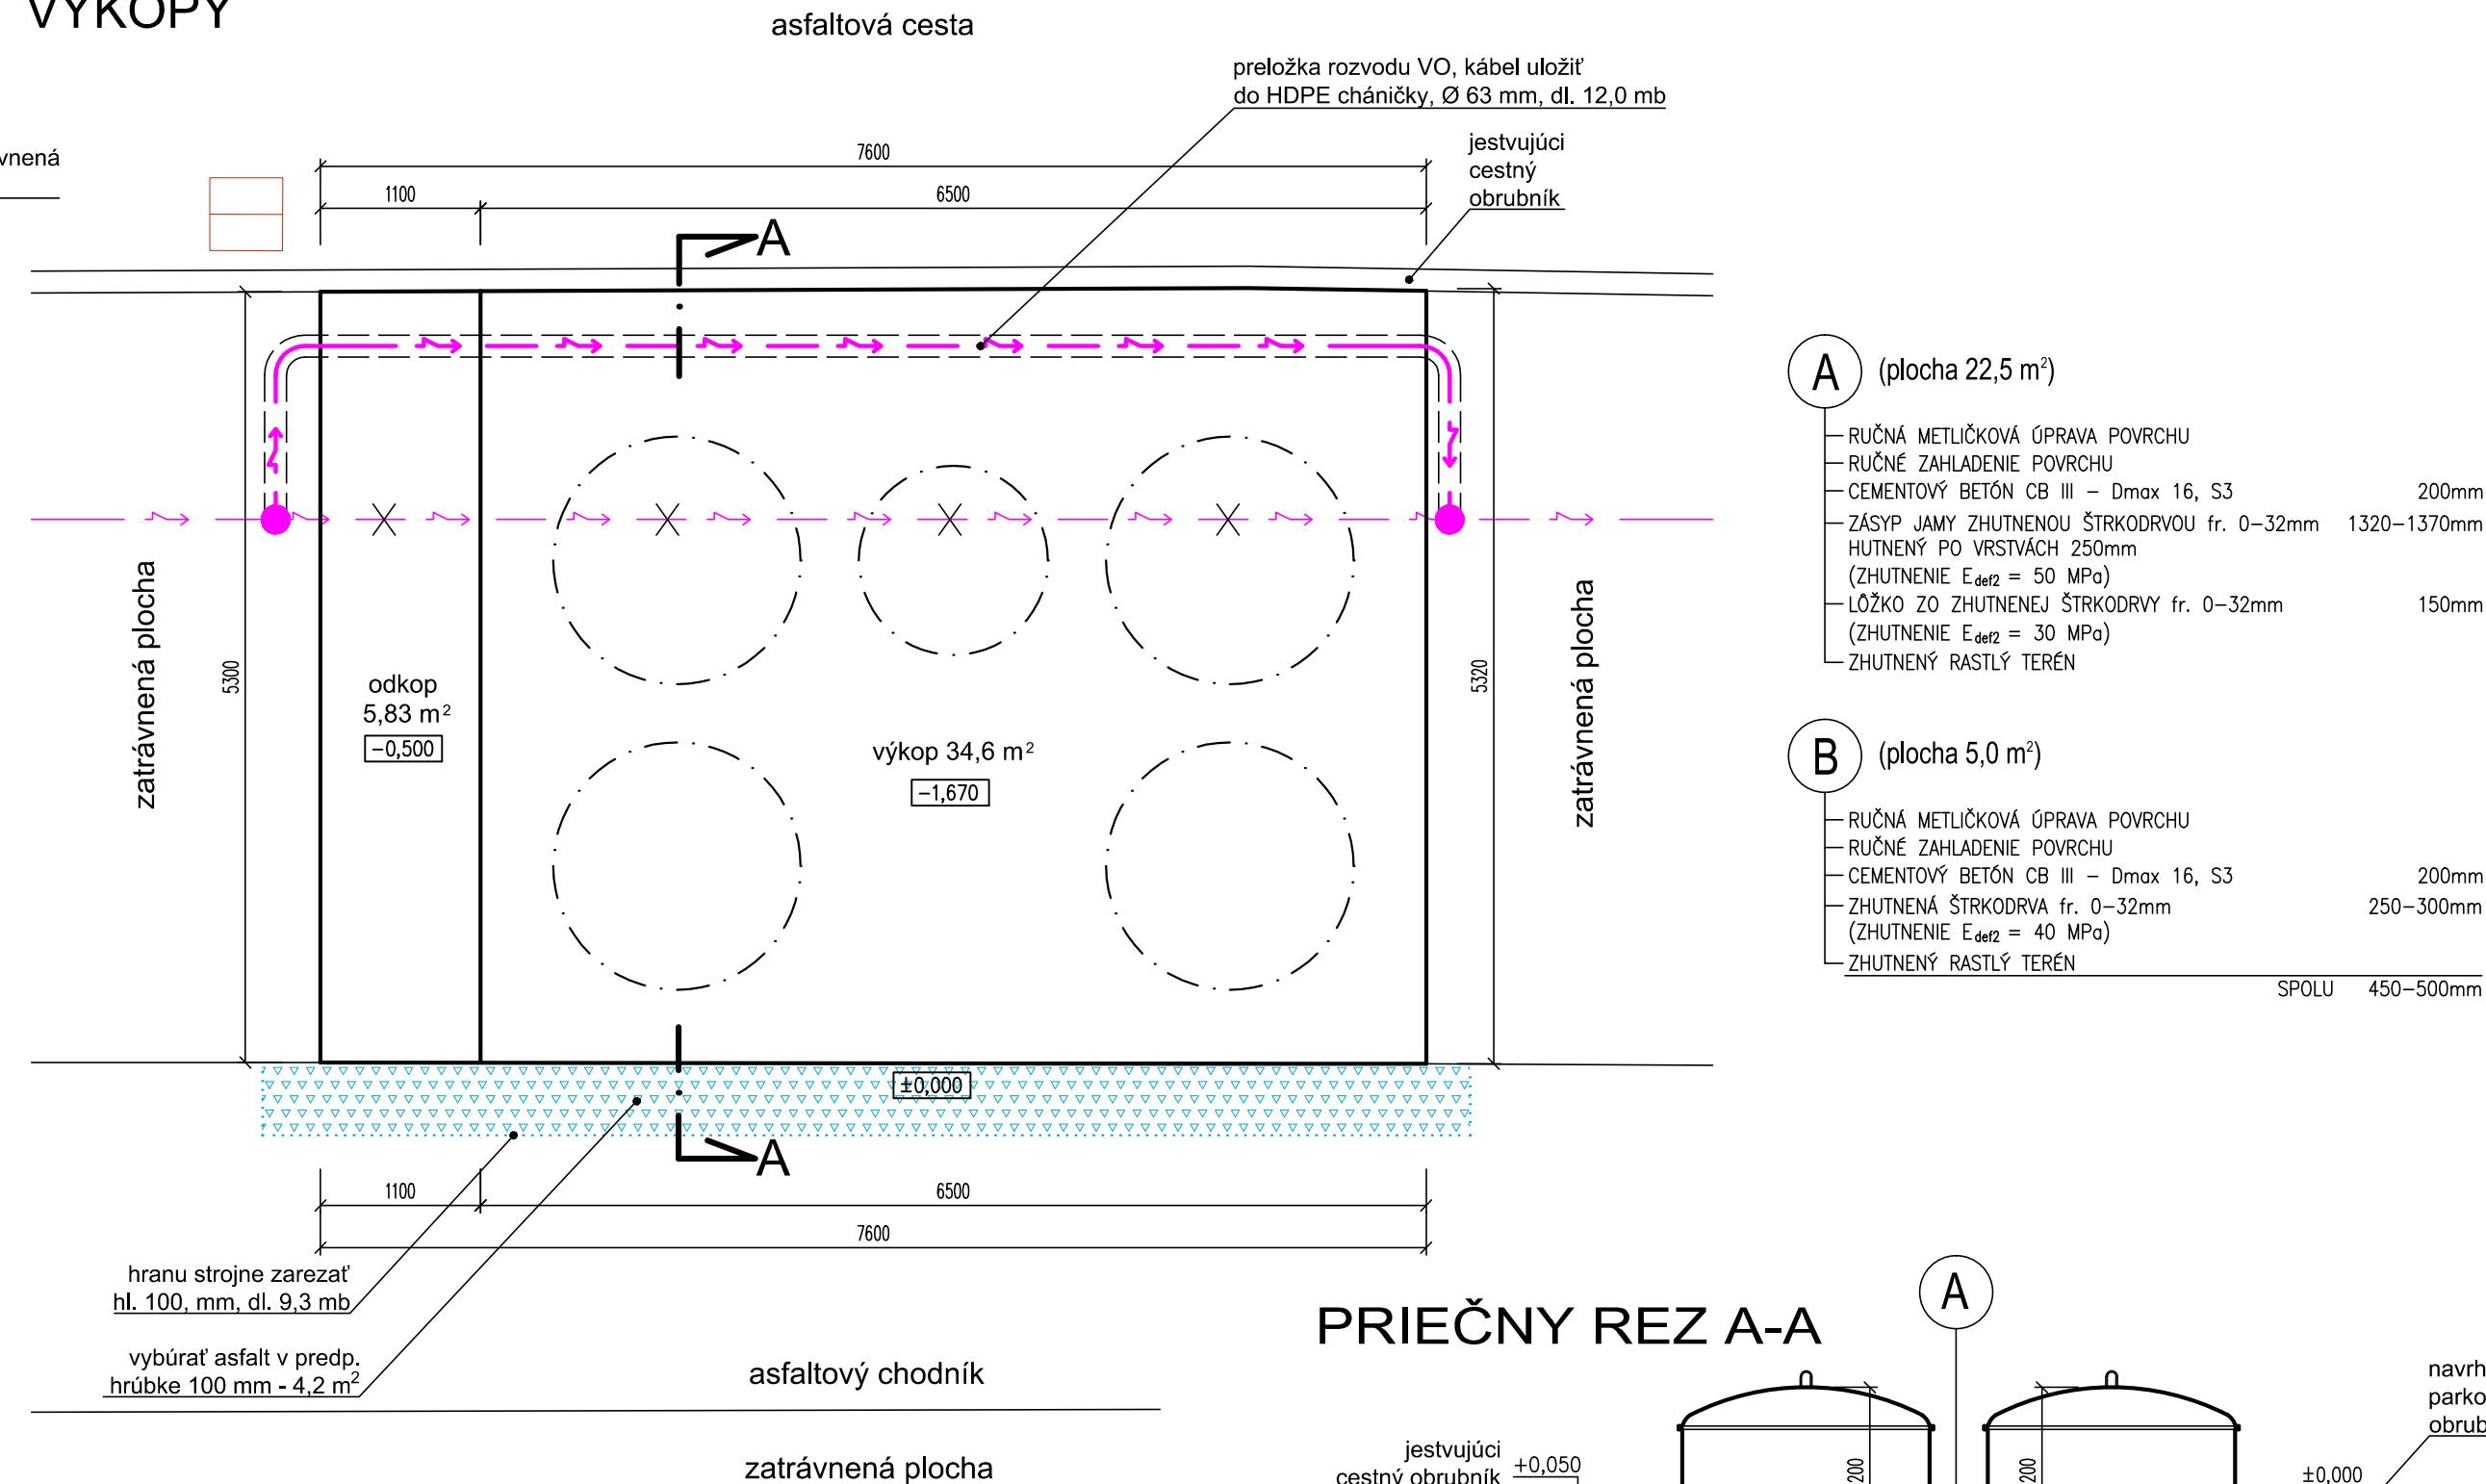 VÝKOPY
asfaltová cesta
preložka rozvodu VO, kábel uložiť
do HDPE cháničky, Ø 63 mm, dl. 12,0 mb
jestvujúci
cestný
obrubník
vnená
7600
1100
6500
A
5300
5320
zatrávnená plocha
zatrávnená plocha
odkop
5,83 m²
-0,500
výkop 34,6 m²
-1,670
±0,000
A
1100
6500
7600
hranu strojne zarezať
hl. 100, mm, dl. 9,3 mb
vybúrať asfalt v predp.
hrúbke 100 mm - 4,2 m²
asfaltový chodník
zatrávnená plocha
A (plocha 22,5 m²)
RUČNÁ METLIČKOVÁ ÚPRAVA POVRCHU
RUČNÉ ZAHLADENIE POVRCHU
CEMENTOVÝ BETÓN CB III – Dmax 16, S3 200mm
ZÁSYP JAMY ZHUTNENOU ŠTRKODRVOU fr. 0–32mm 1320–1370mm
HUTNENÝ PO VRSTVÁCH 250mm
(ZHUTNENIE Edef2 = 50 MPa)
LÔŽKO ZO ZHUTNENEJ ŠTRKODRVY fr. 0–32mm 150mm
(ZHUTNENIE Edef2 = 30 MPa)
ZHUTNENÝ RASTLÝ TERÉN
B (plocha 5,0 m²)
RUČNÁ METLIČKOVÁ ÚPRAVA POVRCHU
RUČNÉ ZAHLADENIE POVRCHU
CEMENTOVÝ BETÓN CB III – Dmax 16, S3 200mm
ZHUTNENÁ ŠTRKODRVA fr. 0–32mm 250–300mm
(ZHUTNENIE Edef2 = 40 MPa)
ZHUTNENÝ RASTLÝ TERÉN
SPOLU 450–500mm
PRIEČNY REZ A-A
A
jestvujúci
cestný obrubník
+0,050
200
200
±0,000
navrh
parko
obrub